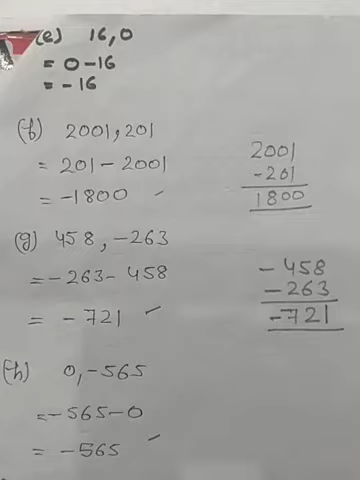 (e) 16,0
= 0-16
= -16
(f) 2001,201
= 201-2001
= -1800
2001
-201
1800
(g) 458, -263
= -263- 458
= -721
-458
-263
-721
(h) 0,-565
= -565-0
= -565